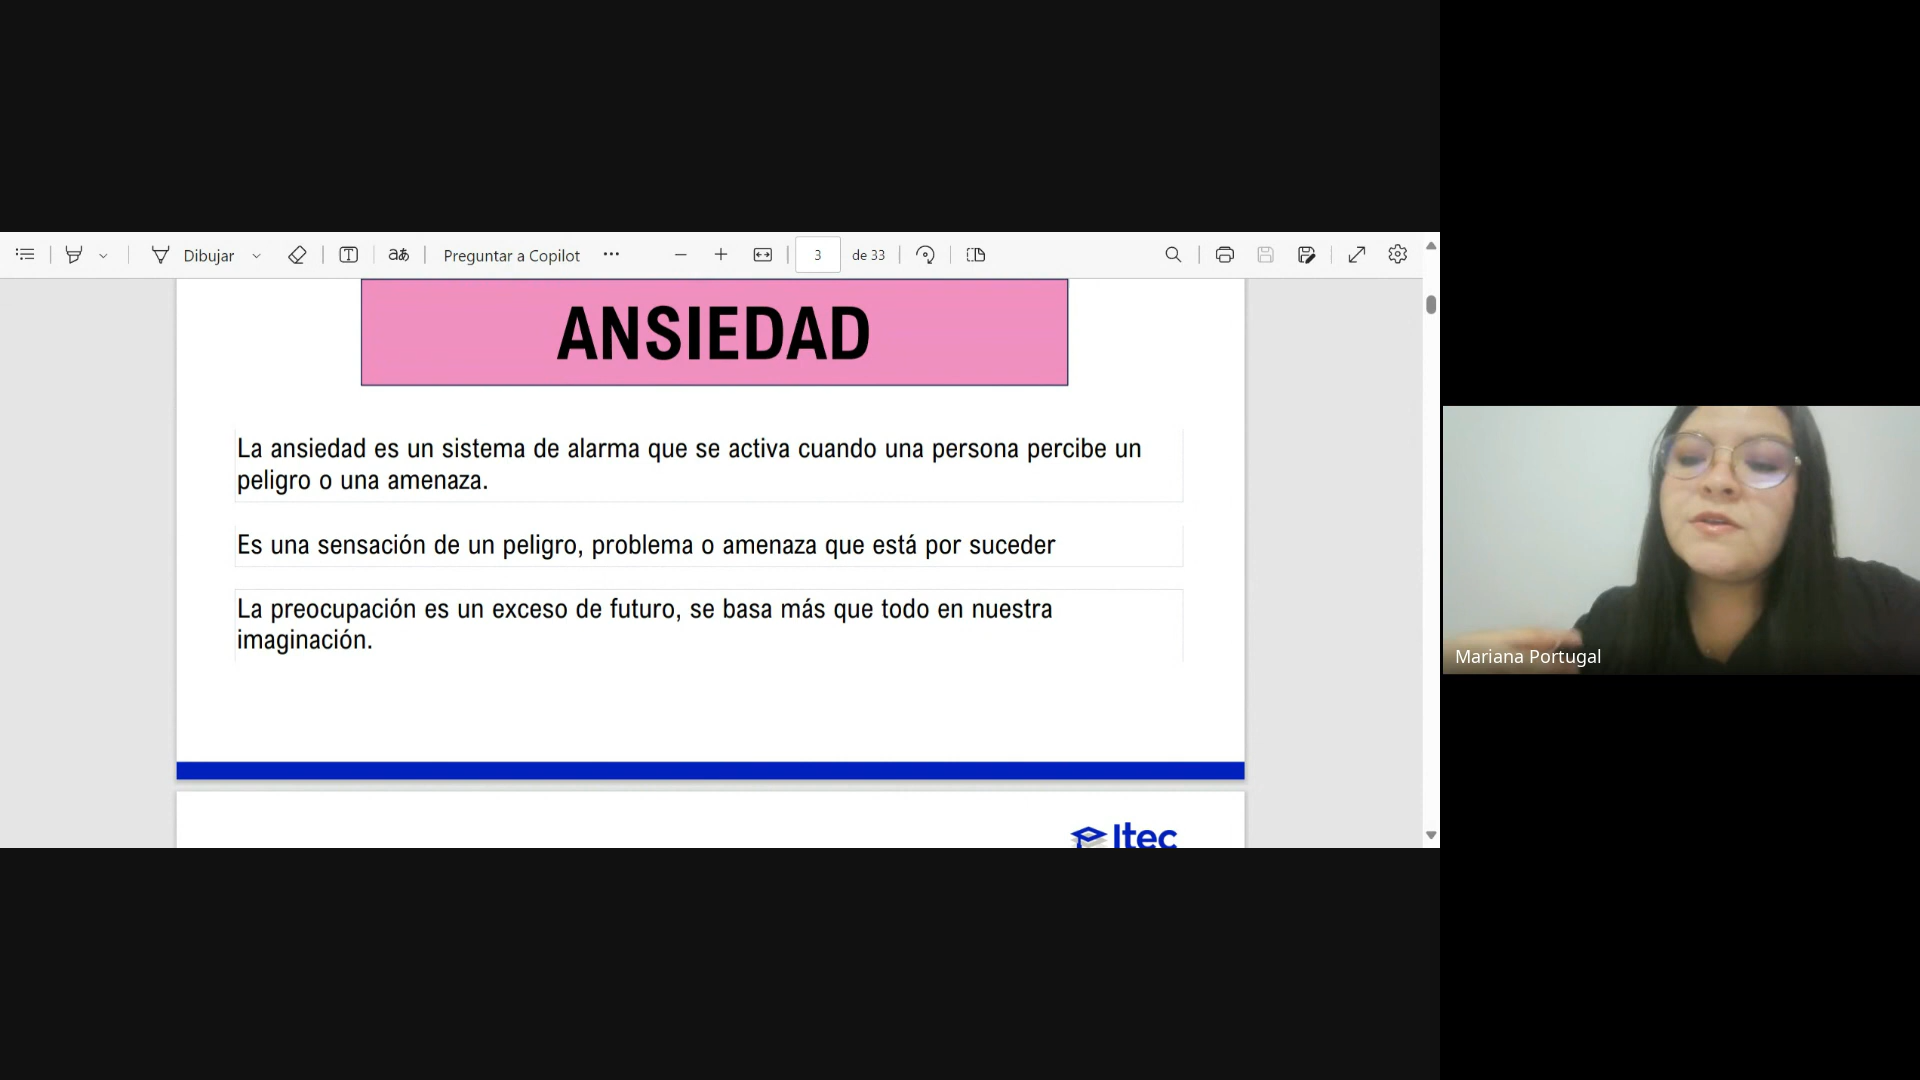 aあ
Dibujar
Preguntar a Copilot
3 de 33
ANSIEDAD
La ansiedad es un sistema de alarma que se activa cuando una persona percibe un
peligro o una amenaza.
Es una sensación de un peligro, problema o amenaza que está por suceder
La preocupación es un exceso de futuro, se basa más que todo en nuestra
imaginación.
Mariana Portugal
Itec